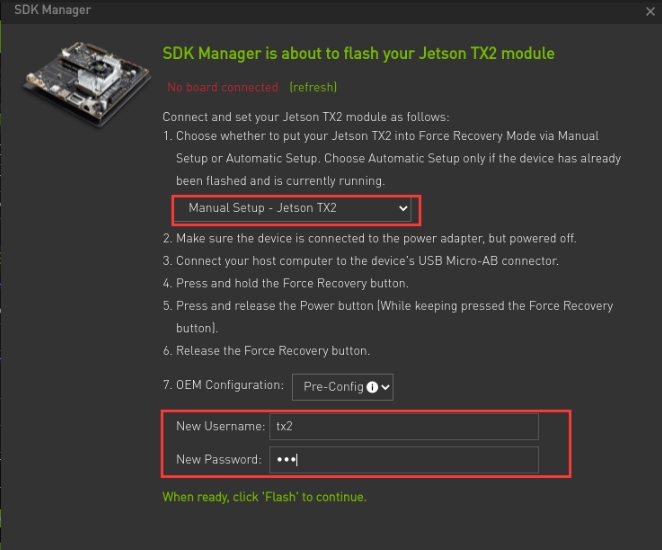 SDK Manager
SDK Manager is about to flash your Jetson TX2 module
No board connected (refresh)
Connect and set your Jetson TX2 module as follows:
1. Choose whether to put your Jetson TX2 into Force Recovery Mode via Manual
Setup or Automatic Setup. Choose Automatic Setup only if the device has already
been flashed and is currently running.
Manual Setup - Jetson TX2
2. Make sure the device is connected to the power adapter, but powered off.
3. Connect your host computer to the device's USB Micro-AB connector.
4. Press and hold the Force Recovery button.
5. Press and release the Power button (While keeping pressed the Force Recovery
button).
6. Release the Force Recovery button.
7. OEM Configuration: Pre-Config
New Username: tx2
New Password: •••
When ready, click 'Flash' to continue.